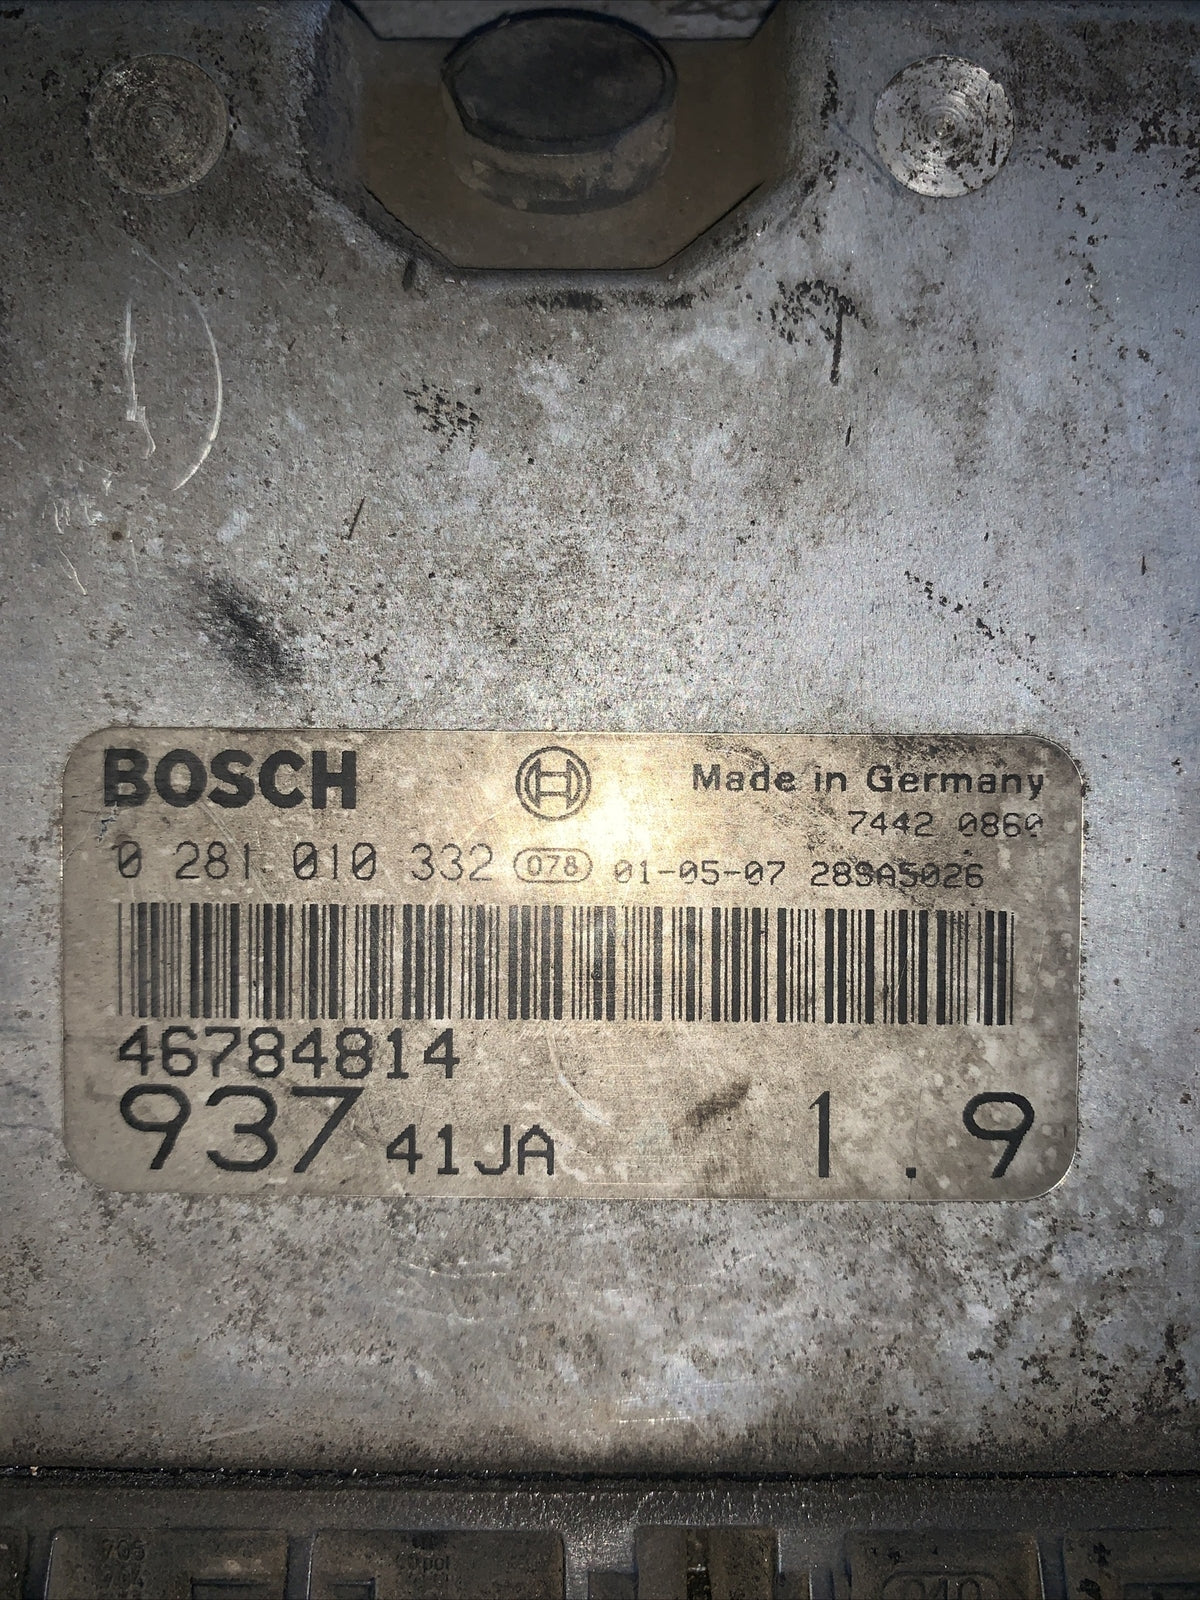 BOSCH Made in Germany
7442 0860
0 281 010 332 078 01-05-07 28SA5026
46784814
937 41JA 1.9